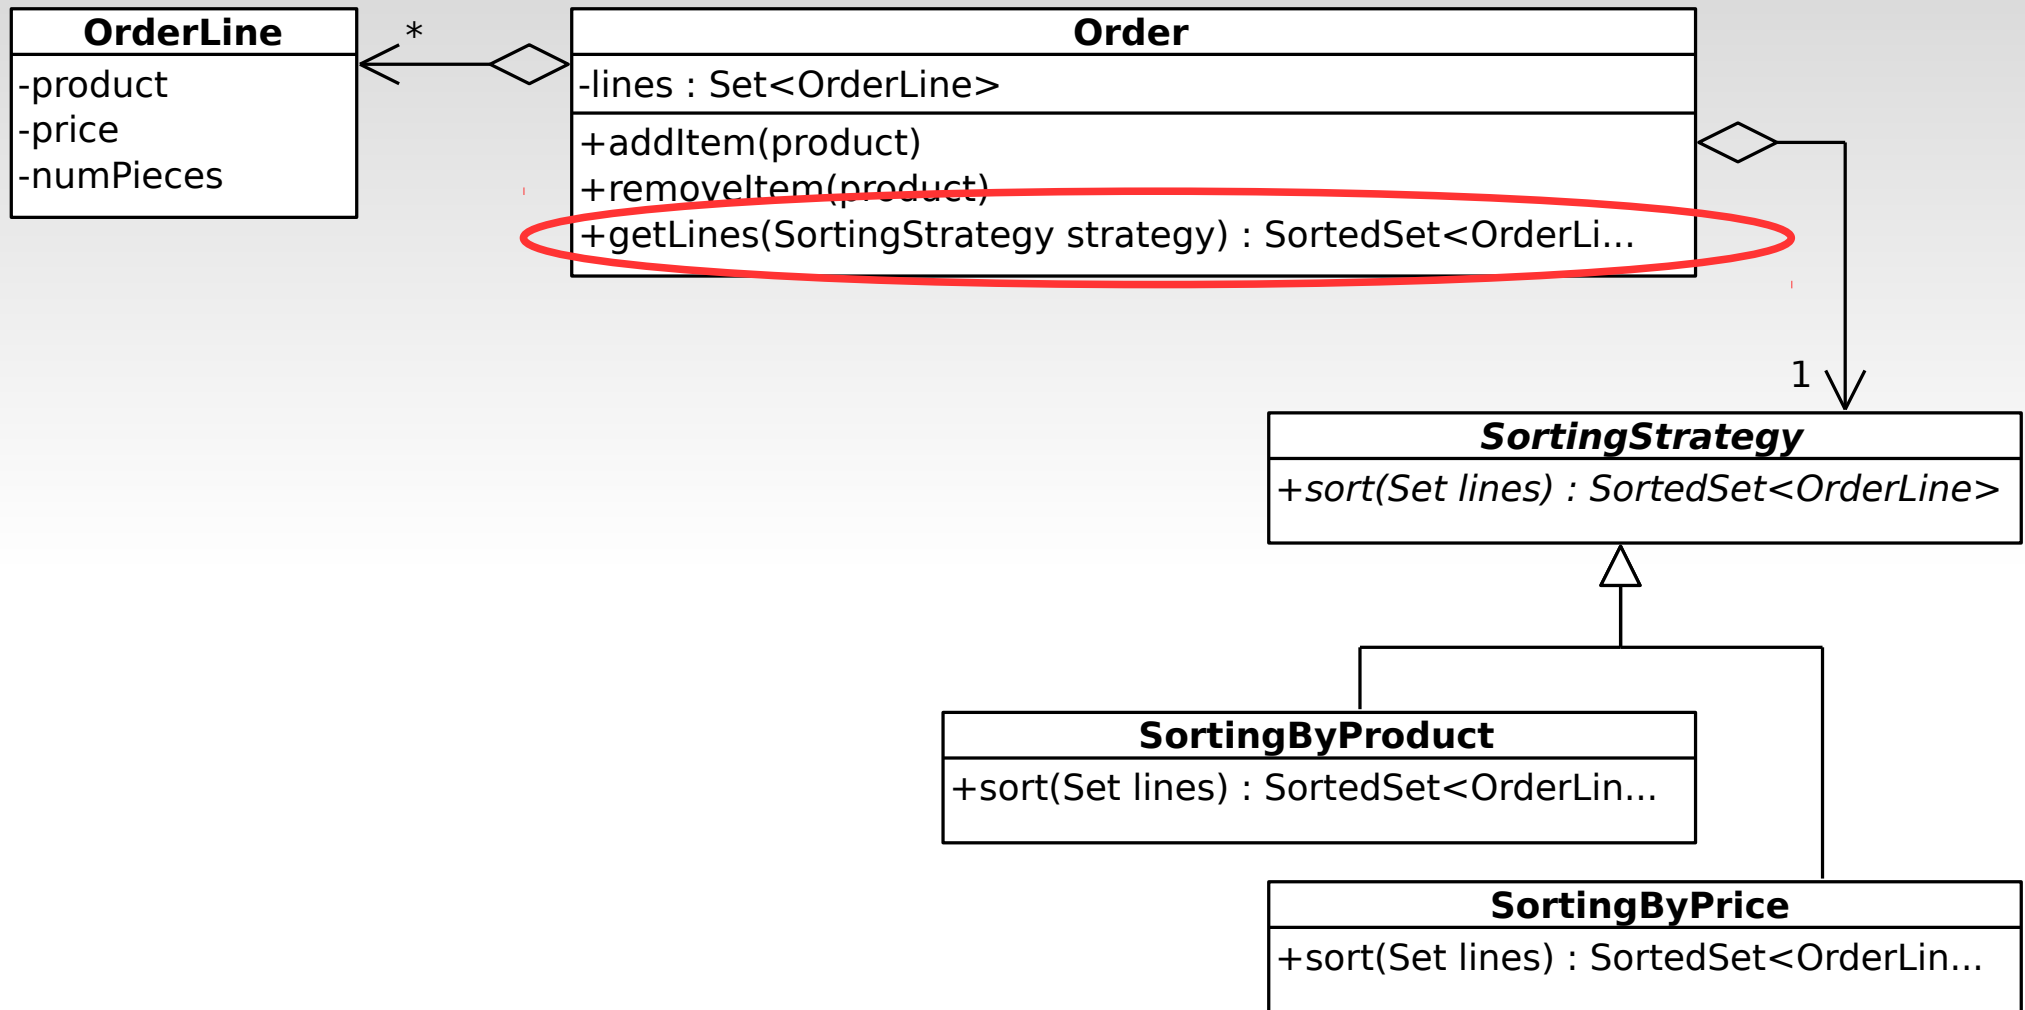 OrderLine
-product
-price
-numPieces
*
Order
-lines : Set<OrderLine>
+addItem(product)
+removeItem(product)
+getLines(SortingStrategy strategy) : SortedSet<OrderLi...
1
SortingStrategy
+sort(Set lines) : SortedSet<OrderLine>
SortingByProduct
+sort(Set lines) : SortedSet<OrderLin...
SortingByPrice
+sort(Set lines) : SortedSet<OrderLin...